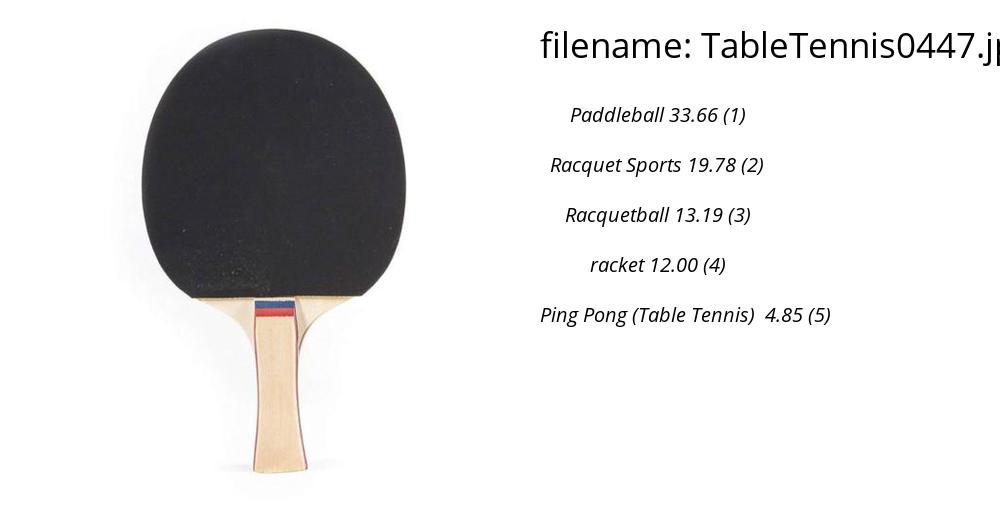 filename: TableTennis0447.jp
Paddleball 33.66 (1)
Racquet Sports 19.78 (2)
Racquetball 13.19 (3)
racket 12.00 (4)
Ping Pong (Table Tennis)  4.85 (5)